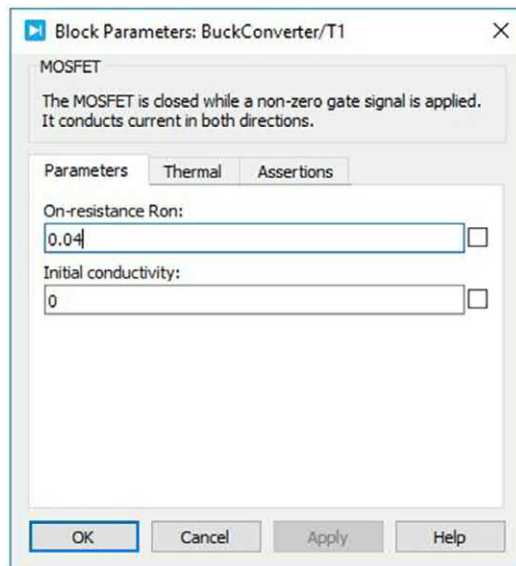 Block Parameters: BuckConverter/T1
MOSFET
The MOSFET is closed while a non-zero gate signal is applied.
It conducts current in both directions.
Parameters Thermal Assertions
On-resistance Ron:
0.04
Initial conductivity:
0
OK Cancel Apply Help